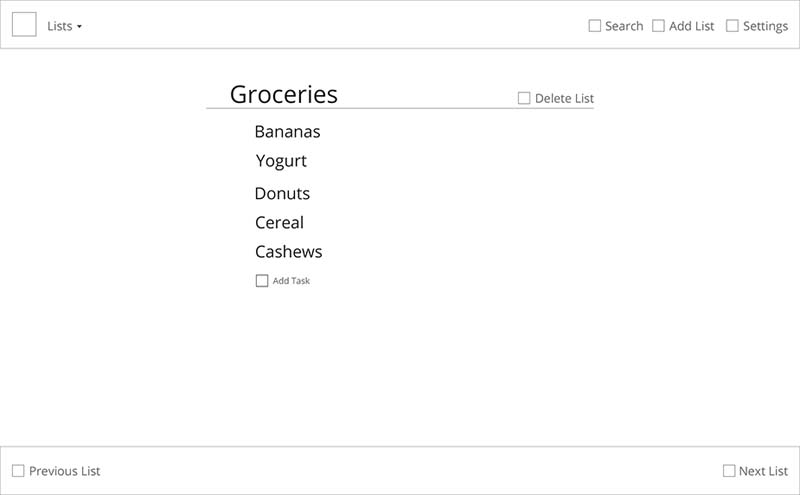 Lists Search Add List Settings
Groceries Delete List
Bananas
Yogurt
Donuts
Cereal
Cashews
Add Task
Previous List Next List